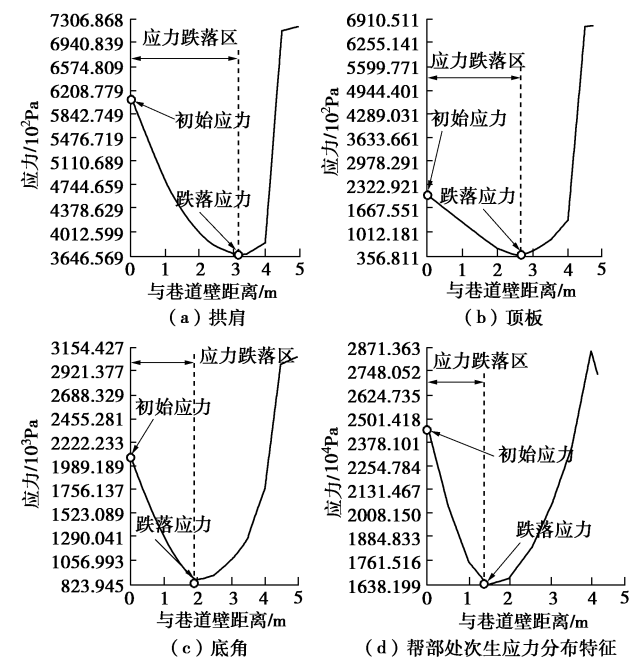 应力/10²Pa
7306.868
6940.839
6574.809
6208.779
5842.749
5476.719
5110.689
4744.659
4378.629
4012.599
3646.569
应力跌落区
初始应力
跌落应力
0 1 2 3 4 5
与巷道壁距离/m
(a) 拱肩
应力/10²Pa
6910.511
6255.141
5599.771
4944.401
4289.031
3633.661
2978.291
2322.921
1667.551
1012.181
356.811
应力跌落区
初始应力
跌落应力
0 1 2 3 4 5
与巷道壁距离/m
(b) 顶板
应力/10³Pa
3154.427
2921.377
2688.329
2455.281
2222.233
1989.189
1756.137
1523.089
1290.041
1056.993
823.945
应力跌落区
初始应力
跌落应力
0 1 2 3 4 5
与巷道壁距离/m
(c) 底角
应力/10⁴Pa
2871.363
2748.052
2624.735
2501.418
2378.101
2254.784
2131.467
2008.150
1884.833
1761.516
1638.199
应力跌落区
初始应力
跌落应力
0 1 2 3 4 5
与巷道壁距离/m
(d) 帮部处次生应力分布特征